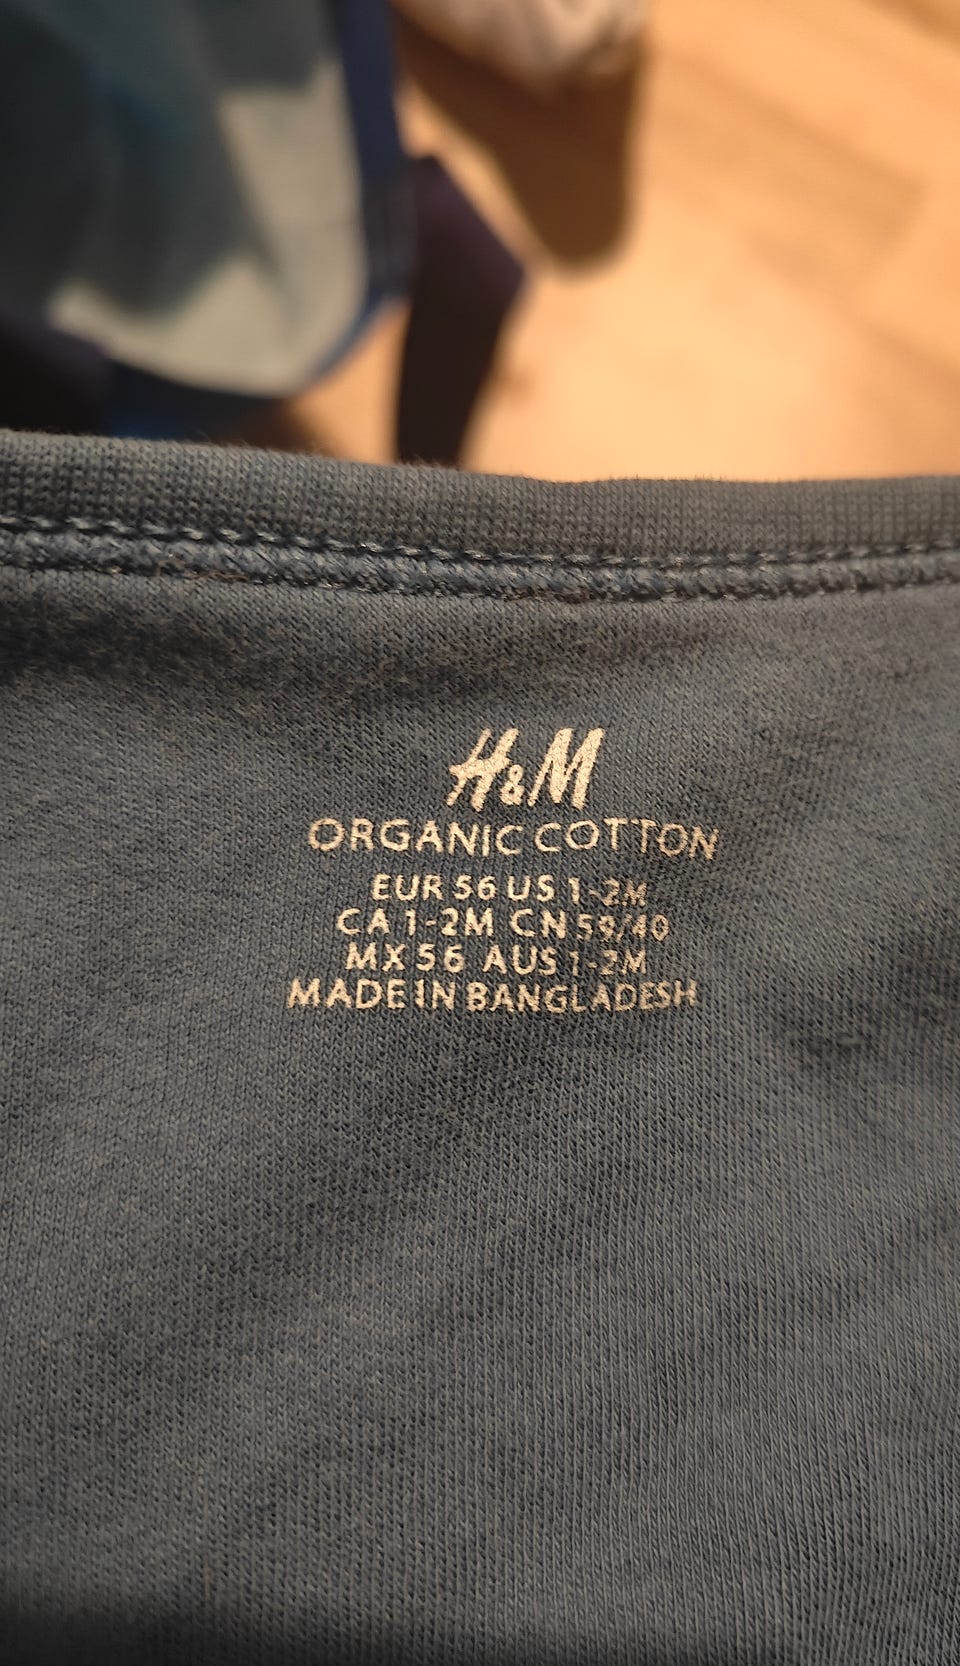 H&M
ORGANIC COTTON
EUR 56 US 1-2M
CA 1-2M CN 59/40
MX 56 AUS 1-2M
MADE IN BANGLADESH